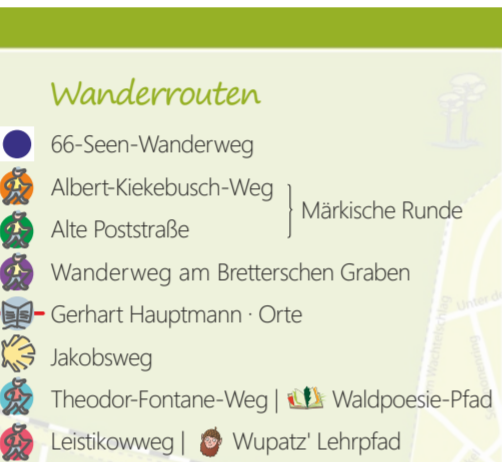 Wanderrouten
66-Seen-Wanderweg
Albert-Kiekebusch-Weg
Alte Poststraße
Märkische Runde
Wanderweg am Bretterschen Graben
Gerhart Hauptmann · Orte
Jakobsweg
Theodor-Fontane-Weg | Waldpoesie-Pfad
Leistikowweg | Wupatz' Lehrpfad